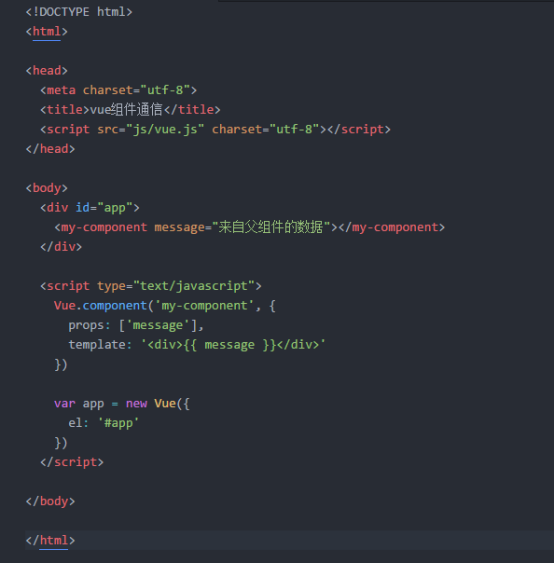 <!DOCTYPE html>
<html>
<head>
<meta charset="utf-8">
<title>vue组件通信</title>
<script src="js/vue.js" charset="utf-8"></script>
</head>
<body>
<div id="app">
<my-component message="来自父组件的数据"></my-component>
</div>
<script type="text/javascript">
Vue.component('my-component', {
props: ['message'],
template: '<div>{{ message }}</div>'
})
var app = new Vue({
el: '#app'
})
</script>
</body>
</html>